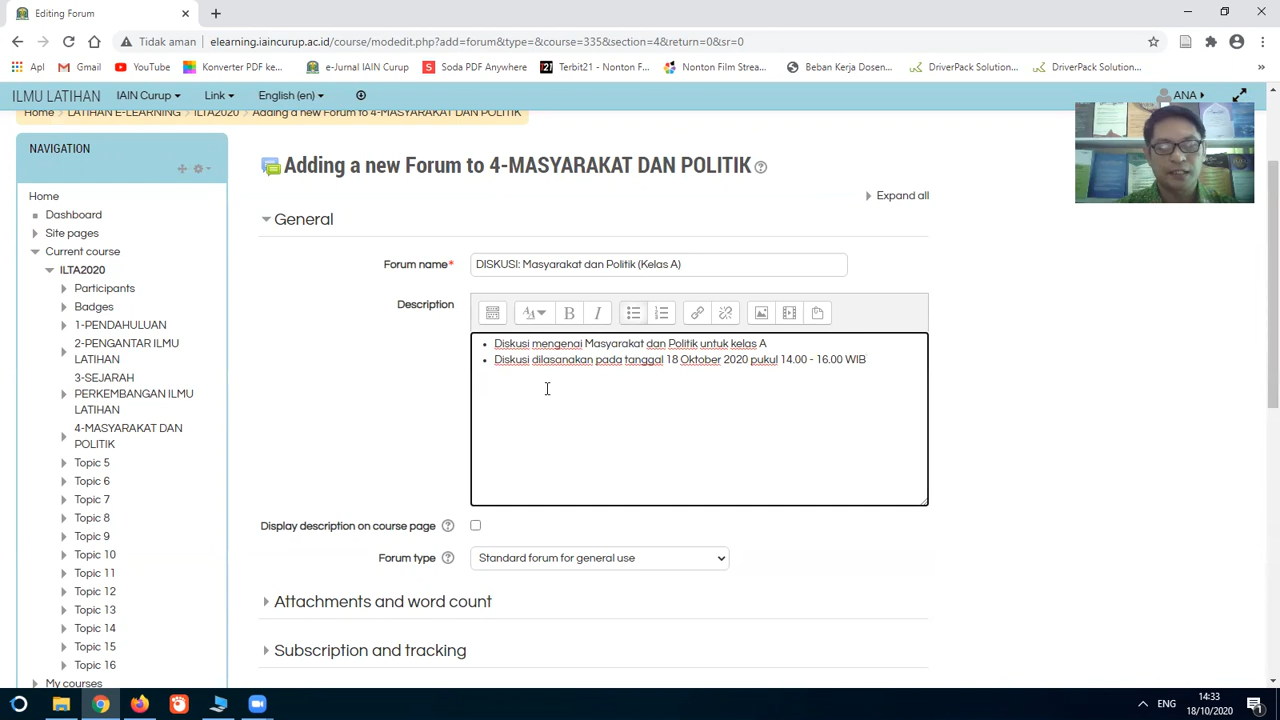 Editing Forum
Tidak aman
elearning.iaincurup.ac.id/course/modedit.php?add=forum&type=&course=335&section=4&return=0&sr=0
Apl
Gmail
YouTube
Konverter PDF ke...
e-Jurnal IAIN Curup
Soda PDF Anywhere
Terbit21 - Nonton F...
Nonton Film Strea...
Beban Kerja Dosen...
DriverPack Solution...
DriverPack Solution...
ILMU LATIHAN
IAIN Curup
Link
English (en)
ANA
Home
LATIHAN E-LEARNING
ILTA2020
Adding a new Forum to 4-MASYARAKAT DAN POLITIK
NAVIGATION
Home
Dashboard
Site pages
Current course
ILTA2020
Participants
Badges
1-PENDAHULUAN
2-PENGANTAR ILMU
LATIHAN
3-SEJARAH
PERKEMBANGAN ILMU
LATIHAN
4-MASYARAKAT DAN
POLITIK
Topic 5
Topic 6
Topic 7
Topic 8
Topic 9
Topic 10
Topic 11
Topic 12
Topic 13
Topic 14
Topic 15
Topic 16
My courses
Adding a new Forum to 4-MASYARAKAT DAN POLITIK
Expand all
General
Forum name*
DISKUSI: Masyarakat dan Politik (Kelas A)
Description
Diskusi mengenai Masyarakat dan Politik untuk kelas A
Diskusi dilasanakan pada tanggal 18 Oktober 2020 pukul 14.00 - 16.00 WIB
Display description on course page
Forum type
Standard forum for general use
Attachments and word count
Subscription and tracking
ENG
14:33
18/10/2020
1